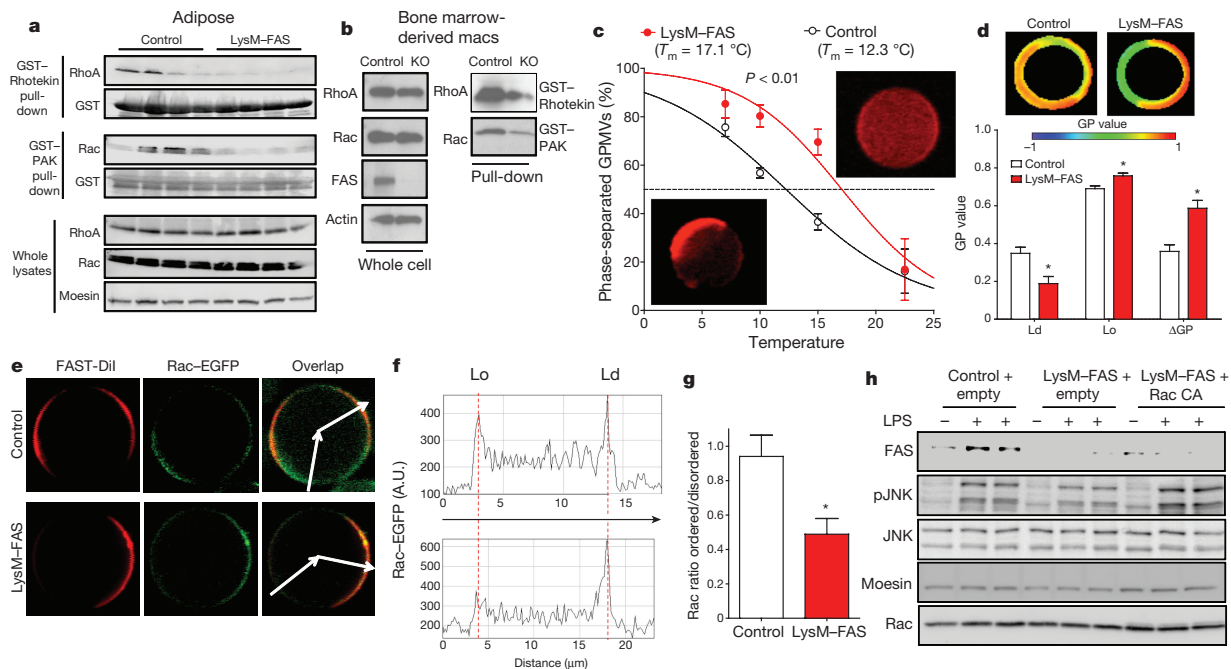 a
Adipose
Control
LysM–FAS
GST–
Rhotekin
pull-
down
RhoA
GST
GST–
PAK
pull-
down
Rac
GST
Whole
lysates
RhoA
Rac
Moesin
b
Bone marrow-
derived macs
Control KO
RhoA
Rac
FAS
Actin
Whole cell
Control KO
RhoA
GST–
Rhotekin
Rac
GST–
PAK
Pull-down
c
LysM–FAS
(Tm = 17.1 °C)
Control
(Tm = 12.3 °C)
P < 0.01
Phase-separated GPMVs (%)
100
80
60
40
20
0
0 5 10 15 20 25
Temperature
d
Control
LysM–FAS
GP value
−1
1
GP value
1.0
0.8
0.6
0.4
0.2
0
Control
LysM–FAS
* * *
Ld Lo ΔGP
e
FAST-DiI
Rac–EGFP
Overlap
Control
LysM–FAS
f
Lo
Ld
Rac–EGFP (A.U.)
400
300
200
100
0 5 10 15
600
500
400
300
200
0 5 10 15 20
Distance (μm)
g
Rac ratio ordered/disordered
1.0
0.8
0.6
0.4
0.2
0
*
Control LysM–FAS
h
Control +
empty
LysM–FAS +
empty
LysM–FAS +
Rac CA
LPS
− + + − + + − + +
FAS
pJNK
JNK
Moesin
Rac